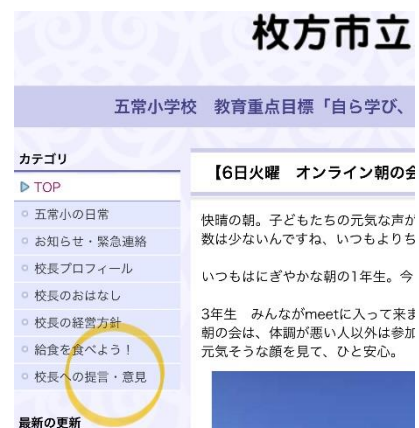 枚方市立
五常小学校 教育重点目標「自ら学び、
カテゴリ
TOP
五常小の日常
お知らせ・緊急連絡
校長プロフィール
校長のおはなし
校長の経営方針
給食を食べよう！
校長への提言・意見
最新の更新
【6日火曜 オンライン朝の会
快晴の朝。子どもたちの元気な声が
数は少ないんですね、いつもよりち
いつもはにぎやかな朝の1年生。今
3年生 みんながmeetに入って来ま
朝の会は、体調が悪い人以外は参加
元気そうな顔を見て、ひと安心。